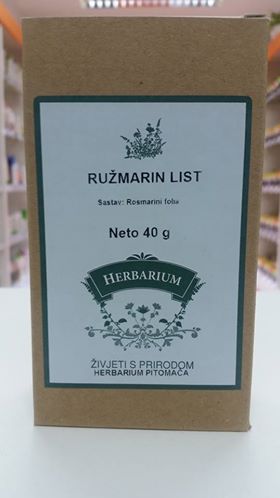 RUŽMARIN LIST
Sastav: Rosmarini folia
Neto 40 g
HERBARIUM
ŽIVJETI S PRIRODOM
HERBARIUM PITOMAČA